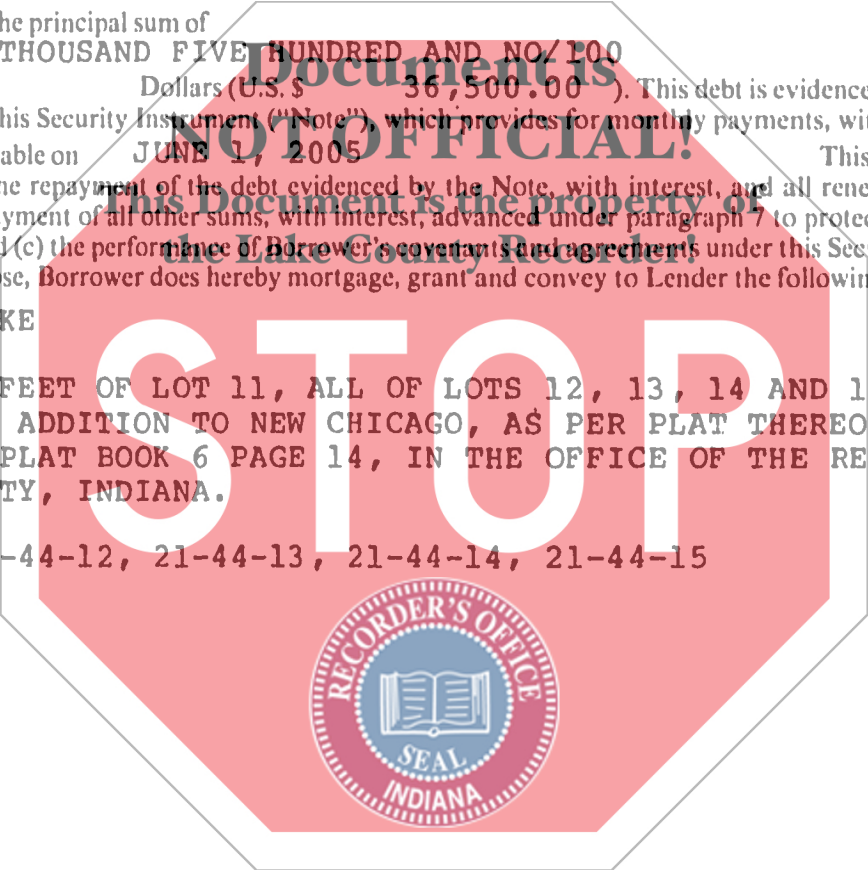 he principal sum of
THOUSAND FIVE HUNDRED AND NO/100
Document is
Dollars (U.S. $ 36,500.00 ). This debt is evidence
his Security Instrument ("Note"), which provides for monthly payments, wi
NOT OFFICIAL!
able on JUNE 1, 2005 This
he repayment of the debt evidenced by the Note, with interest, and all rene
This Document is the property of
yment of all other sums, with interest, advanced under paragraph 7 to protec
d (c) the performance of Borrower's covenants and agreements under this Sec
the Lake County Recorder!
ose, Borrower does hereby mortgage, grant and convey to Lender the followin
KE
STOP
FEET OF LOT 11, ALL OF LOTS 12, 13, 14 AND 1
ADDITION TO NEW CHICAGO, AS PER PLAT THEREO
PLAT BOOK 6 PAGE 14, IN THE OFFICE OF THE RE
TY, INDIANA.
-44-12, 21-44-13, 21-44-14, 21-44-15
RECORDER'S OFFICE
SEAL
INDIANA